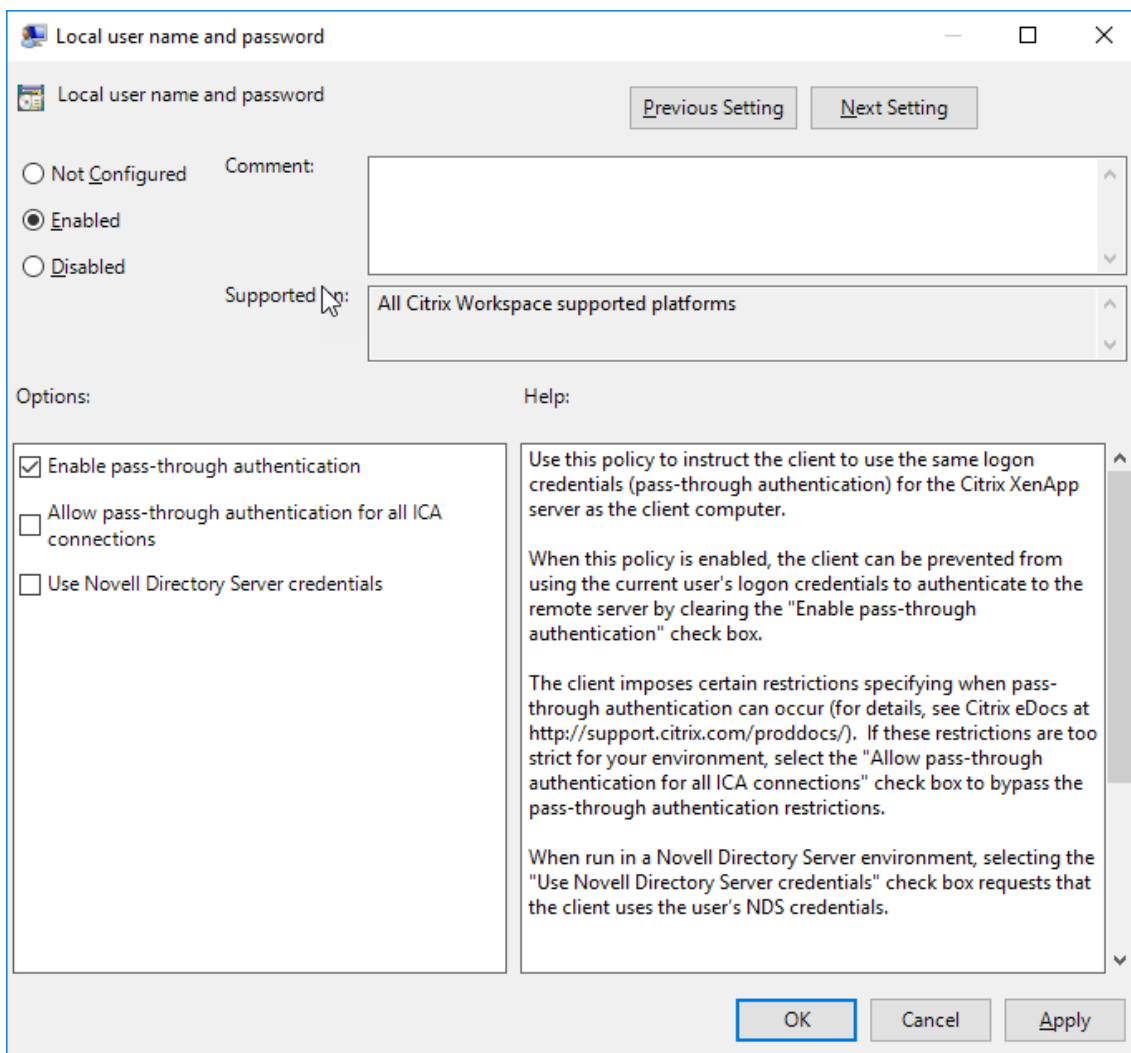 Local user name and password
Local user name and password
Previous Setting
Next Setting
Not Configured
Comment:
Enabled
Disabled
Supported on:
All Citrix Workspace supported platforms
Options:
Help:
Enable pass-through authentication
Allow pass-through authentication for all ICA
connections
Use Novell Directory Server credentials
Use this policy to instruct the client to use the same logon
credentials (pass-through authentication) for the Citrix XenApp
server as the client computer.
When this policy is enabled, the client can be prevented from
using the current user's logon credentials to authenticate to the
remote server by clearing the "Enable pass-through
authentication" check box.
The client imposes certain restrictions specifying when pass-
through authentication can occur (for details, see Citrix eDocs at
http://support.citrix.com/proddocs/).  If these restrictions are too
strict for your environment, select the "Allow pass-through
authentication for all ICA connections" check box to bypass the
pass-through authentication restrictions.
When run in a Novell Directory Server environment, selecting the
"Use Novell Directory Server credentials" check box requests that
the client uses the user's NDS credentials.
OK
Cancel
Apply